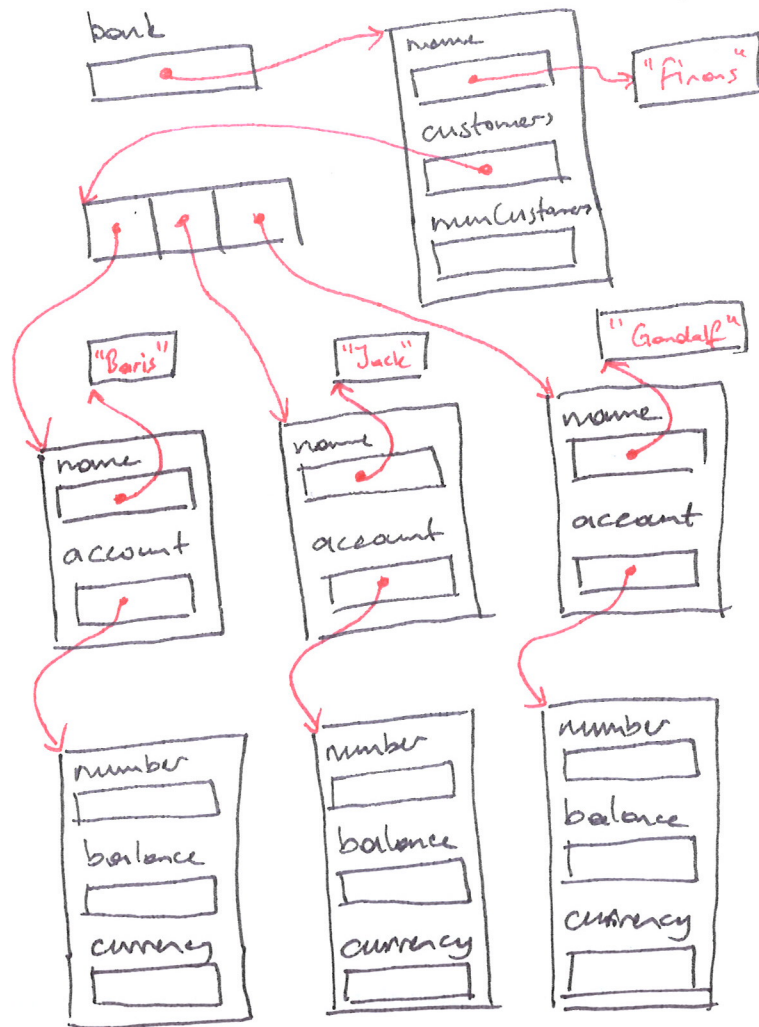 bank
name
"Finans"
customers
numCustomers
"Boris"
"Jack"
"Gandalf"
name
account
name
account
name
account
number
balance
currency
number
balance
currency
number
balance
currency